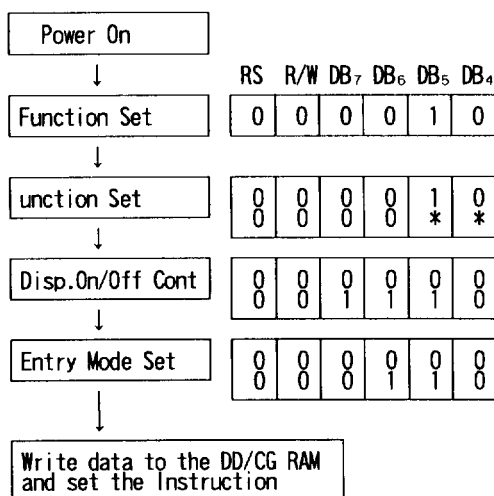 Power On
↓
RS R/W DB₇ DB₆ DB₅ DB₄
Function Set 0 0 0 0 1 0
↓
unction Set 0 0 0 0 1 0
0 0 0 0 * *
↓
Disp.On/Off Cont 0 0 0 0 0 0
0 0 1 1 1 0
↓
Entry Mode Set 0 0 0 0 0 0
0 0 0 1 1 0
↓
Write data to the DD/CG RAM
and set the Instruction